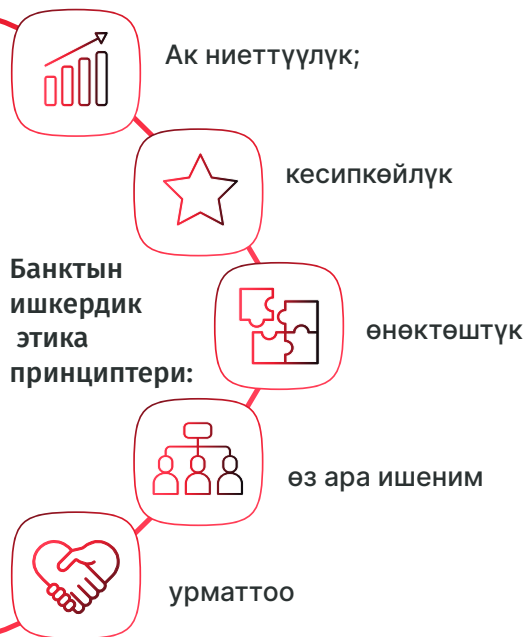 Ак ниеттүүлүк;
кесипкөйлүк
Банктын
ишкердик
этика
принциптери:
өнөктөштүк
өз ара ишеним
урматтоо